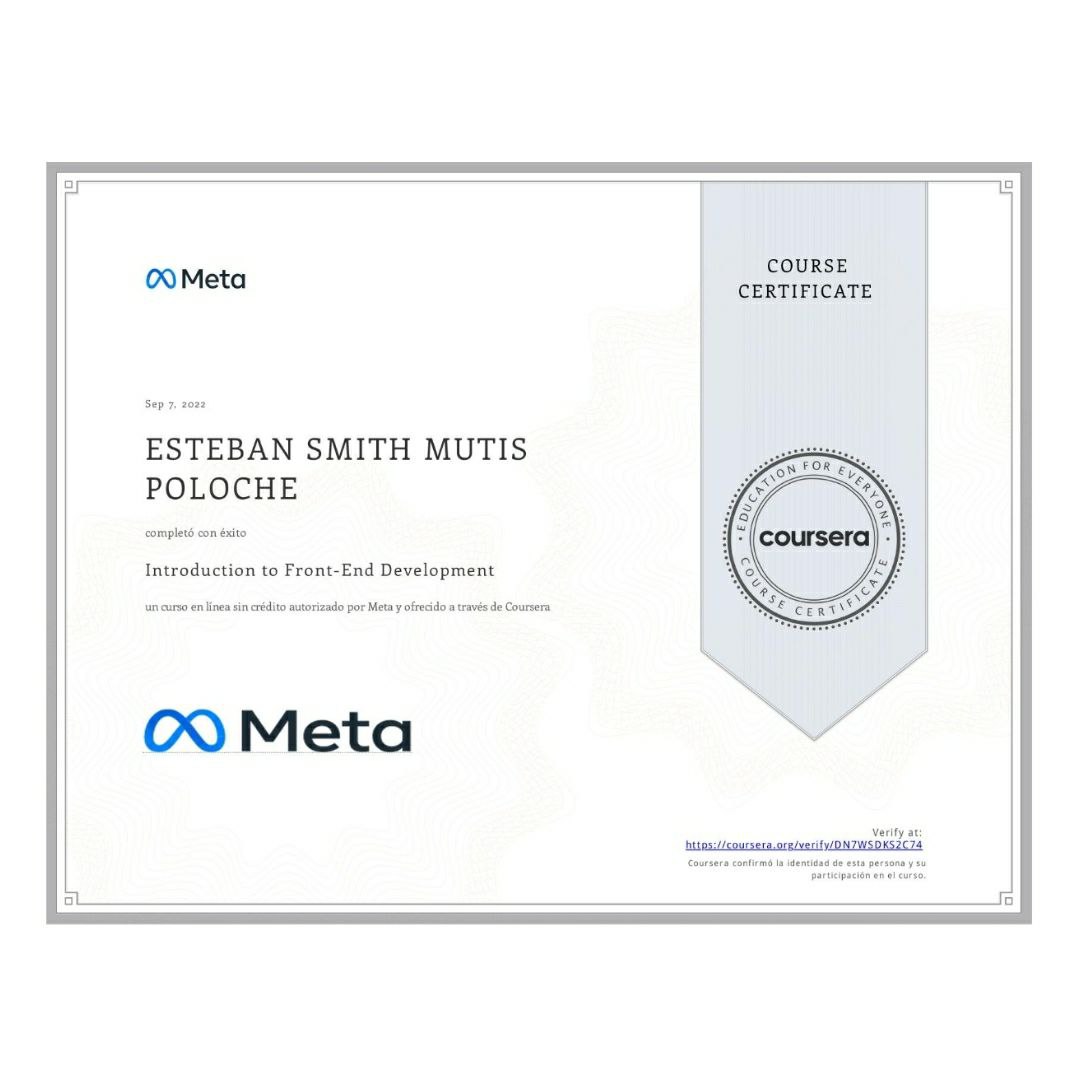 Meta
COURSE
CERTIFICATE
Sep 7, 2022
ESTEBAN SMITH MUTIS
POLOCHE
completó con éxito
Introduction to Front-End Development
un curso en línea sin crédito autorizado por Meta y ofrecido a través de Coursera
EDUCATION FOR EVERYONE
coursera
COURSE CERTIFICATE
Meta
Verify at:
https://coursera.org/verify/DN7WSDKS2C74
Coursera confirmó la identidad de esta persona y su
participación en el curso.